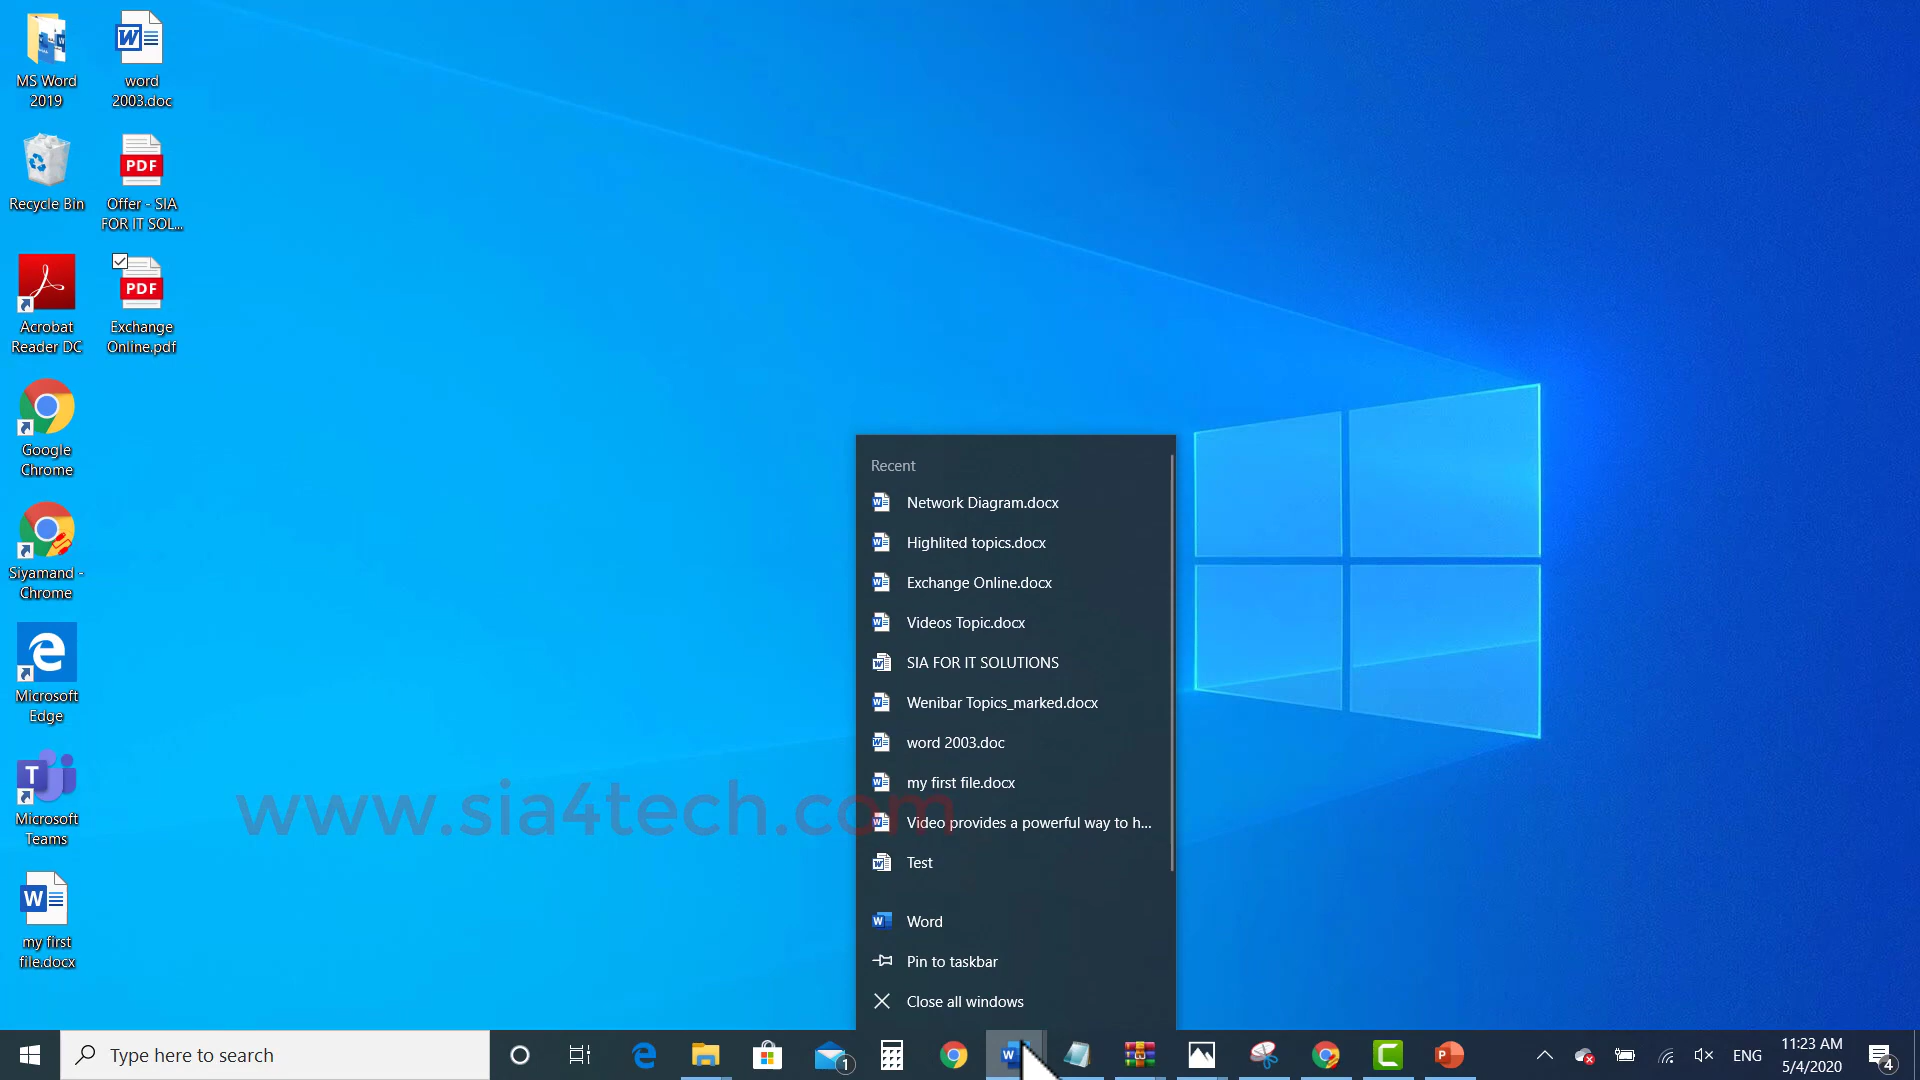 MS Word
2019
word
2003.doc
Recycle Bin
PDF
Offer - SIA
FOR IT SOL...
Acrobat
Reader DC
PDF
Exchange
Online.pdf
Google
Chrome
Siyamand -
Chrome
Microsoft
Edge
Microsoft
Teams
my first
file.docx
www.sia4tech.com
Recent
Network Diagram.docx
Highlited topics.docx
Exchange Online.docx
Videos Topic.docx
SIA FOR IT SOLUTIONS
Wenibar Topics_marked.docx
word 2003.doc
my first file.docx
Video provides a powerful way to h...
Test
Word
Pin to taskbar
Close all windows
Type here to search
1
ENG
11:23 AM
5/4/2020
4